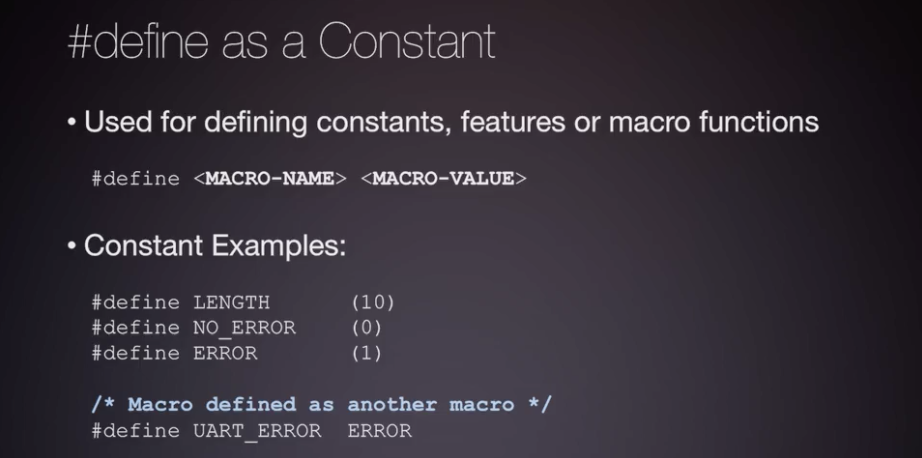 #define as a Constant
• Used for defining constants, features or macro functions
#define <MACRO-NAME> <MACRO-VALUE>
• Constant Examples:
#define LENGTH (10)
#define NO_ERROR (0)
#define ERROR (1)
/* Macro defined as another macro */
#define UART_ERROR ERROR